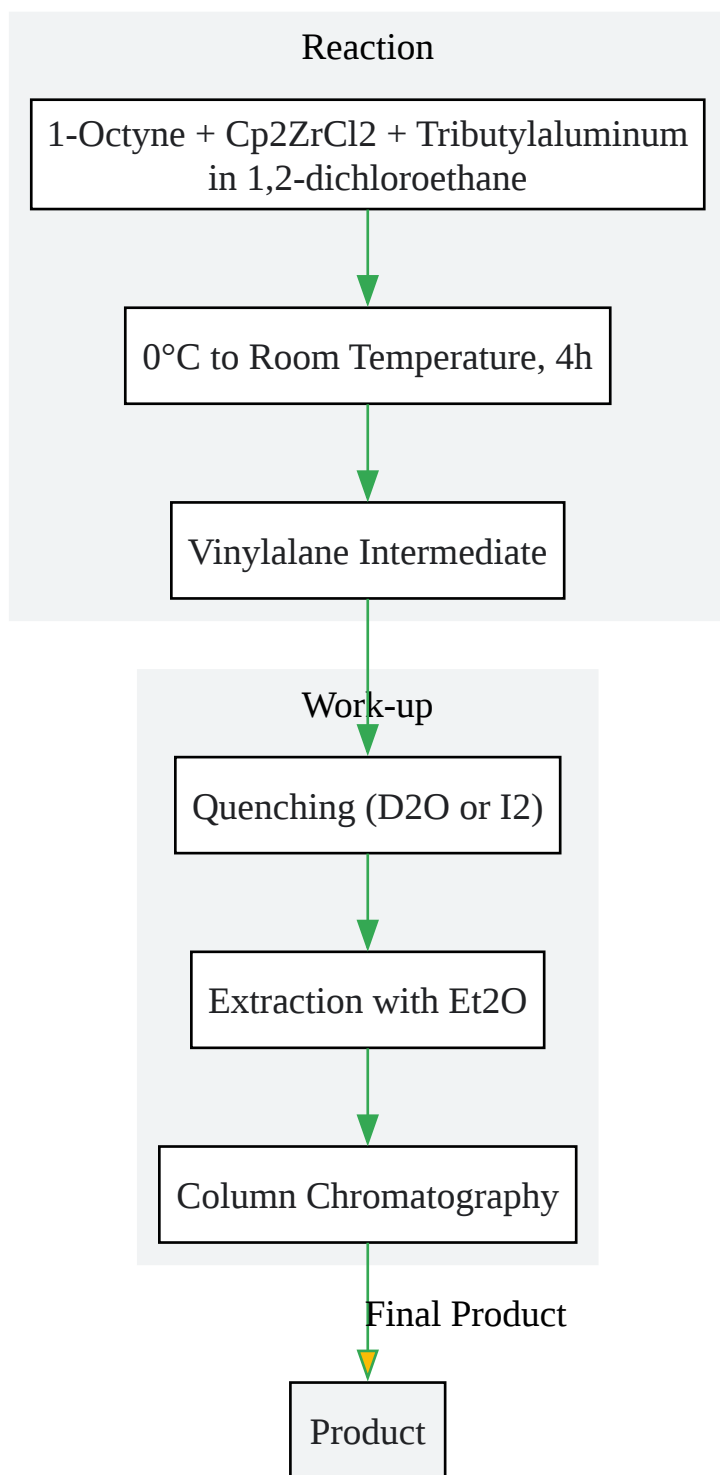 Reaction
1-Octyne + Cp2ZrCl2 + Tributylaluminum
in 1,2-dichloroethane
0°C to Room Temperature, 4h
Vinylalane Intermediate
Work-up
Quenching (D2O or I2)
Extraction with Et2O
Column Chromatography
Final Product
Product